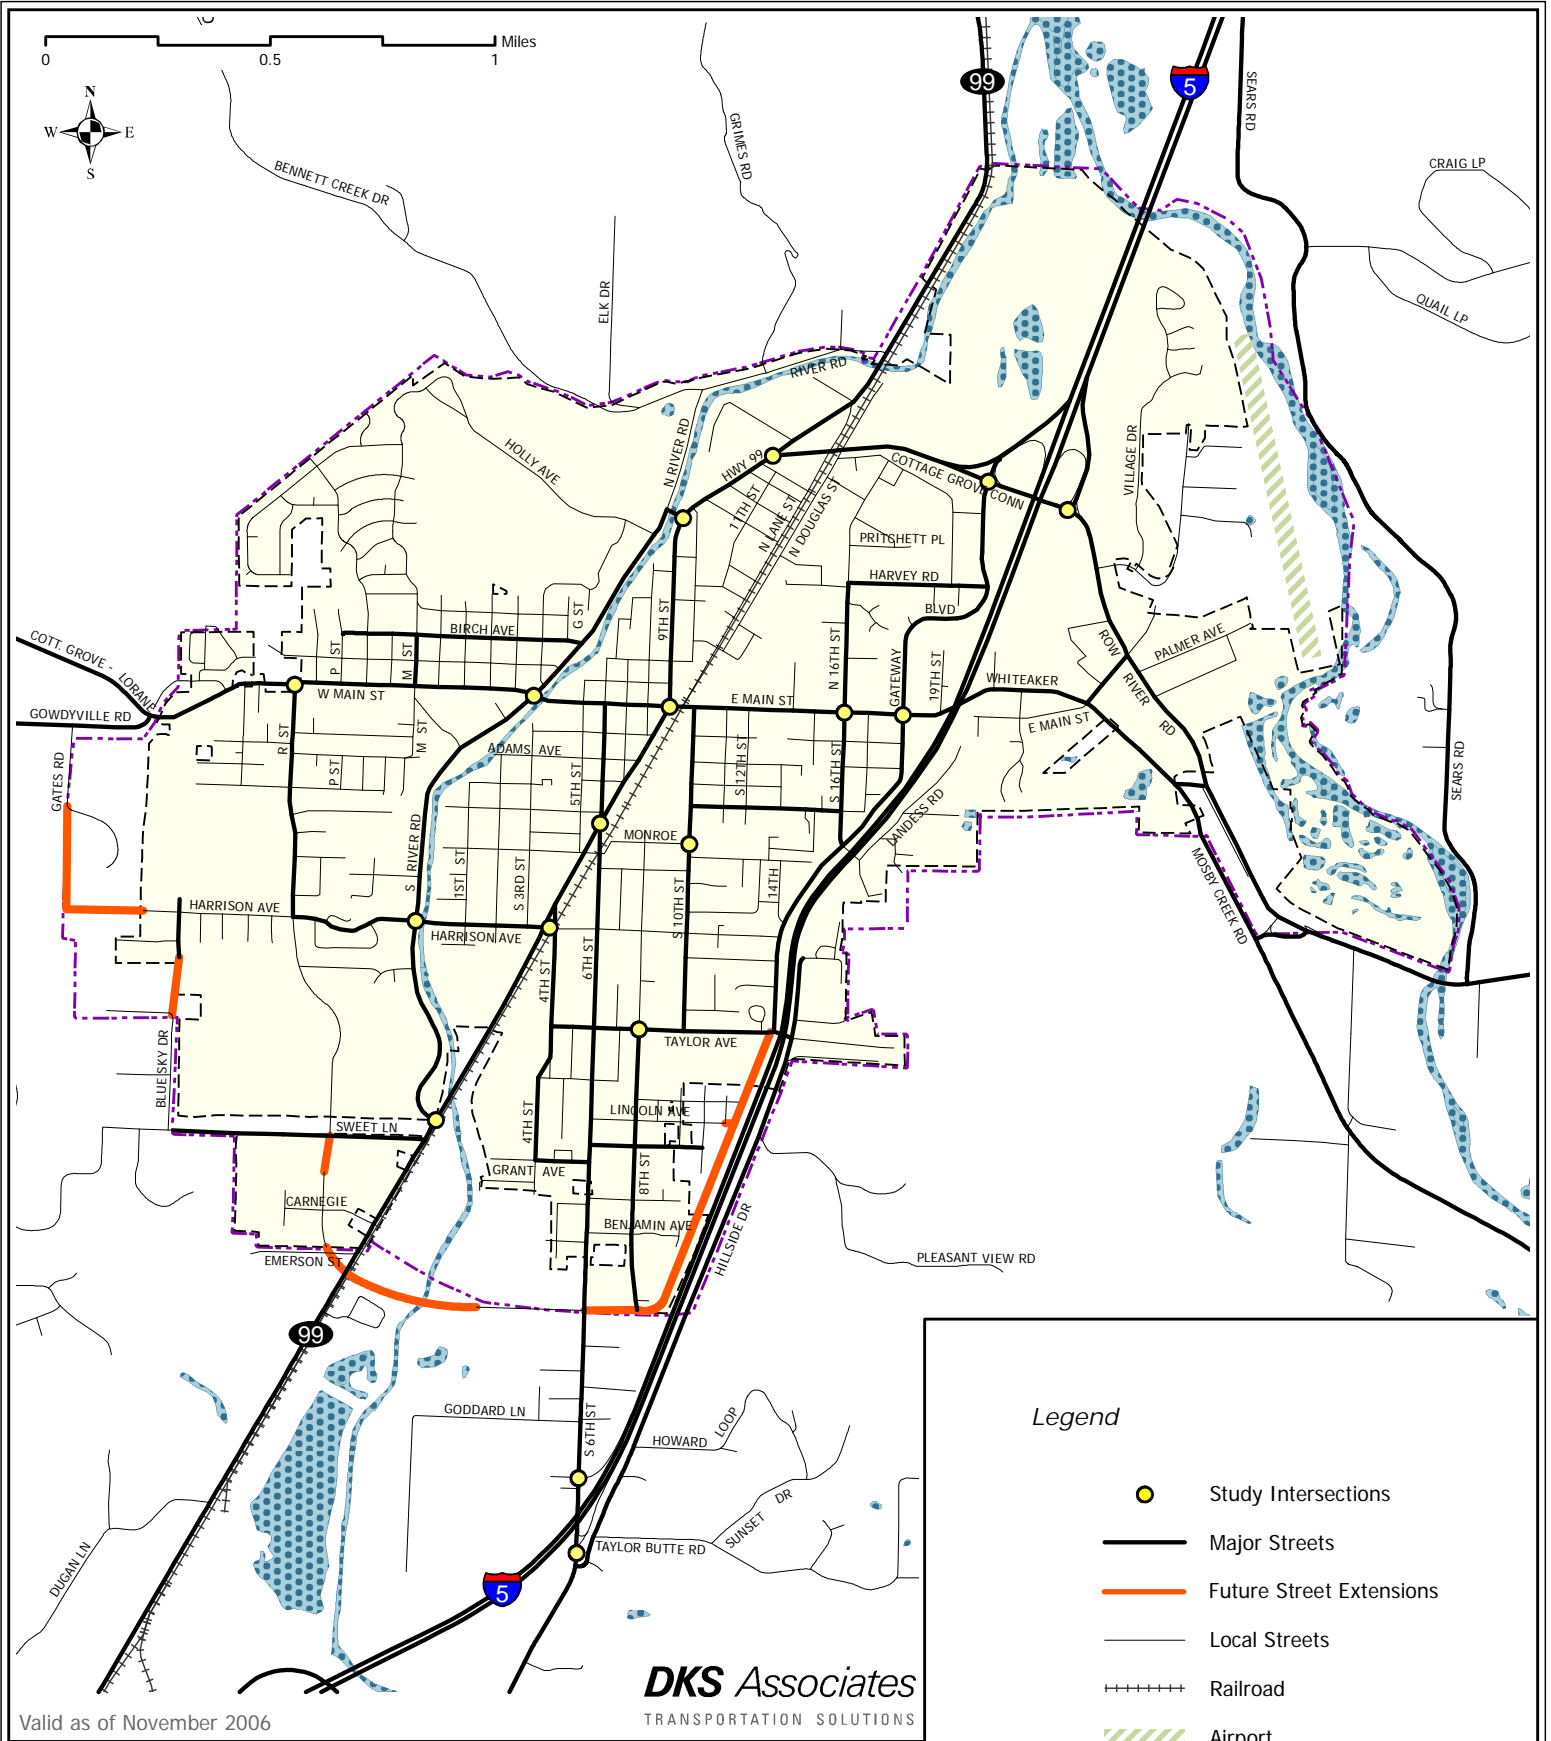 Miles
0
0.5
1
N
W
E
S
99
5
SEARS RD
GRIMES RD
CRAIG LP
BENNETT CREEK DR
QUAIL LP
ELK DR
RIVER RD
N RIVER RD
HOLLY AVE
HWY 99
COTTAGE GROVE CONN
VILLAGE DR
11TH ST
N LANE ST
N DOUGLAS ST
PRITCHETT PL
HARVEY RD
BLVD
G ST
9TH ST
BIRCH AVE
P ST
M ST
N 16TH ST
GATEWAY
19TH ST
ROW
RIVER
RD
PALMER AVE
COTT. GROVE - LORANE
GOWDYVILLE RD
W MAIN ST
E MAIN ST
WHITEAKER
E MAIN ST
R ST
M ST
P ST
ADAMS AVE
5TH ST
S 12TH ST
S 16TH ST
GATES RD
SEARS RD
LANDESS RD
MONROE
S RIVER RD
1ST ST
S 3RD ST
14TH
S 10TH ST
MOSBY CREEK RD
HARRISON AVE
HARRISON AVE
6TH ST
4TH ST
TAYLOR AVE
BLUE SKY DR
SWEET LN
LINCOLN AVE
4TH ST
GRANT AVE
8TH ST
CARNEGIE
BENJAMIN AVE
HILLSIDE DR
EMERSON ST
PLEASANT VIEW RD
99
GODDARD LN
S 6TH ST
HOWARD
LOOP
SUNSET
DR
TAYLOR BUTTE RD
DUGAN LN
5
Legend
Study Intersections
Major Streets
Future Street Extensions
Local Streets
Railroad
Airport
DKS Associates
TRANSPORTATION SOLUTIONS
Valid as of November 2006